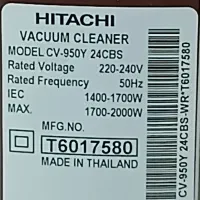 HITACHI
VACUUM CLEANER
MODEL CV-950Y 24CBS
Rated Voltage 220-240V
Rated Frequency 50Hz
IEC 1400-1700W
MAX. 1700-2000W
MFG.NO.
T6017580
MADE IN THAILAND
CV-950Y 24CBS-WR*T6017580